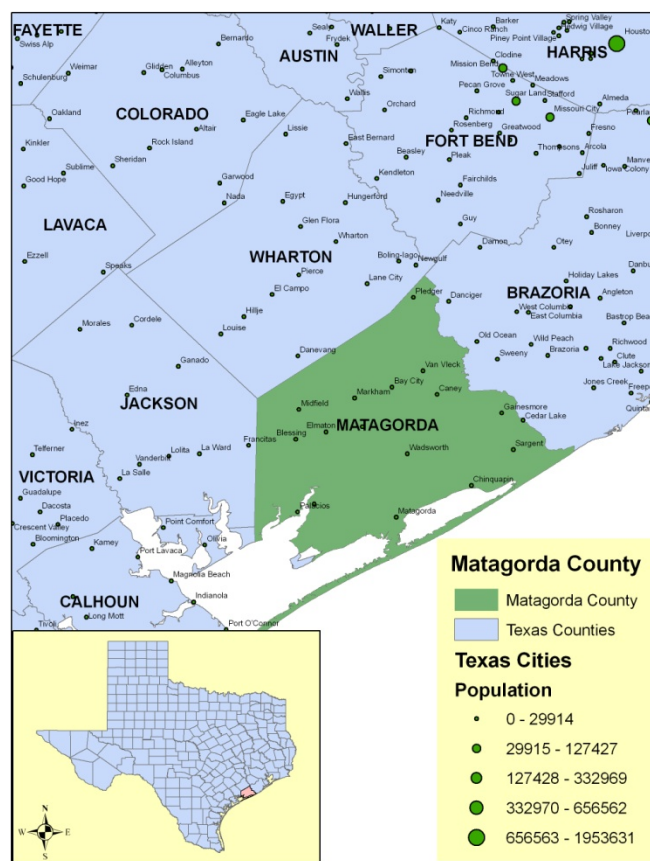 FAYETTE
Swiss Alp
Schulenburg
Weimar
Glidden
Alleyton
Columbus
Bernardo
Sealy
Frydek
AUSTIN
WALLER
Katy
Cinco Ranch
Barker
Spring Valley
Hedwig Village
Piney Point Village
Houston
HARRIS
Clodine
Mission Bend
Simonton
Towne West
Meadows
Pecan Grove
Sugar Land
Stafford
Wallis
Orchard
COLORADO
Altair
Eagle Lake
Lissie
Oakland
Rock Island
Richmond
Rosenberg
Greatwood
Missouri City
Almeda
Pearla
Fresno
East Bernard
FORT BEND
Beasley
Pleak
Thompsons
Arcola
Juliff
Iowa Colony
Manve
Kinkler
Sublime
Sheridan
Good Hope
Garwood
Nada
Kendleton
Fairchilds
Needville
Egypt
Hungerford
Guy
Rosharon
Bonney
LAVACA
Glen Flora
Wharton
WHARTON
Damon
Otey
Liverpo
Ezzell
Speaks
Boling-Iago
Newgulf
Pierce
Lane City
El Campo
Pledger
Danciger
Holiday Lakes
Danbu
BRAZORIA
Angleton
West Columbia
East Columbia
Bastrop Bea
Morales
Cordele
Hillje
Louise
Danevang
Old Ocean
Wild Peach
Sweeny
Brazoria
Richwood
Clute
Lake Jackson
Ganado
Van Vleck
Bay City
Markham
Caney
Jones Creek
Freep
Quintan
Edna
JACKSON
Midfield
MATAGORDA
Gainesmore
Cedar Lake
Inez
Telferner
Lolita
La Ward
Francitas
Blessing
Elmaton
Wadsworth
Sargent
Vanderbilt
La Salle
VICTORIA
Guadalupe
Dacosta
Placedo
Crescent Valley
Bloomington
Kamey
Point Comfort
Olivia
Palacios
Matagorda
Chinquapin
Port Lavaca
Magnolia Beach
Indianola
CALHOUN
Long Mott
Tivoli
Port O'Connor
Matagorda County
Matagorda County
Texas Counties
Texas Cities
Population
0 - 29914
29915 - 127427
127428 - 332969
332970 - 656562
656563 - 1953631
N
W E
S